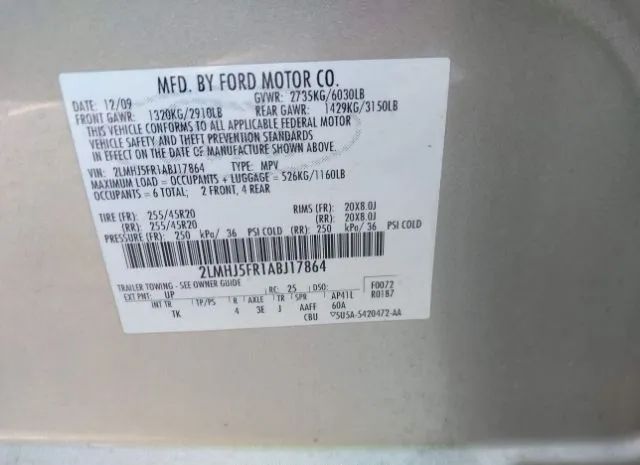 MFD. BY FORD MOTOR CO.
DATE: 12/09 GVWR: 2735KG/6030LB
FRONT GAWR: 1320KG/2910LB REAR GAWR: 1429KG/3150LB
THIS VEHICLE CONFORMS TO ALL APPLICABLE FEDERAL MOTOR
VEHICLE SAFETY AND THEFT PREVENTION STANDARDS
IN EFFECT ON THE DATE OF MANUFACTURE SHOWN ABOVE.
VIN: 2LMHJ5FR1ABJ17864 TYPE: MPV
MAXIMUM LOAD = OCCUPANTS + LUGGAGE = 526KG/1160LB
OCCUPANTS = 6 TOTAL; 2 FRONT, 4 REAR
TIRE (FR): 255/45R20 RIMS (FR): 20X8.0J
(RR): 255/45R20 (RR): 20X8.0J
PRESSURE (FR): 250 kPa/ 36 PSI COLD (RR): 250 kPa/ 36 PSI COLD
2LMHJ5FR1ABJ17864
TRAILER TOWING - SEE OWNER GUIDE
EXT PNT: UP RC: 25 DSO: F0072
INT TR TP/PS R AXLE TR SPR AP41L R0187
TK 4 3E J AAFF 60A
CBU 5U5A-5420472-AA